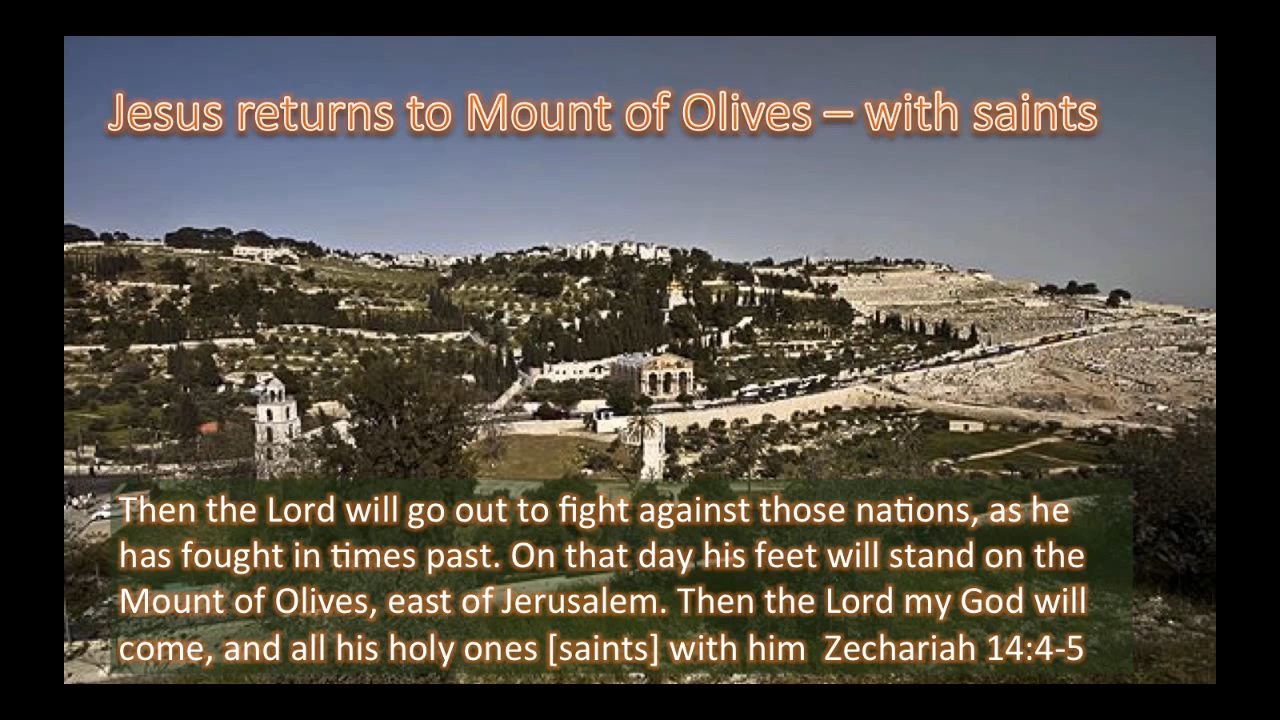 Jesus returns to Mount of Olives – with saints
Then the Lord will go out to fight against those nations, as he
has fought in times past. On that day his feet will stand on the
Mount of Olives, east of Jerusalem. Then the Lord my God will
come, and all his holy ones [saints] with him  Zechariah 14:4-5